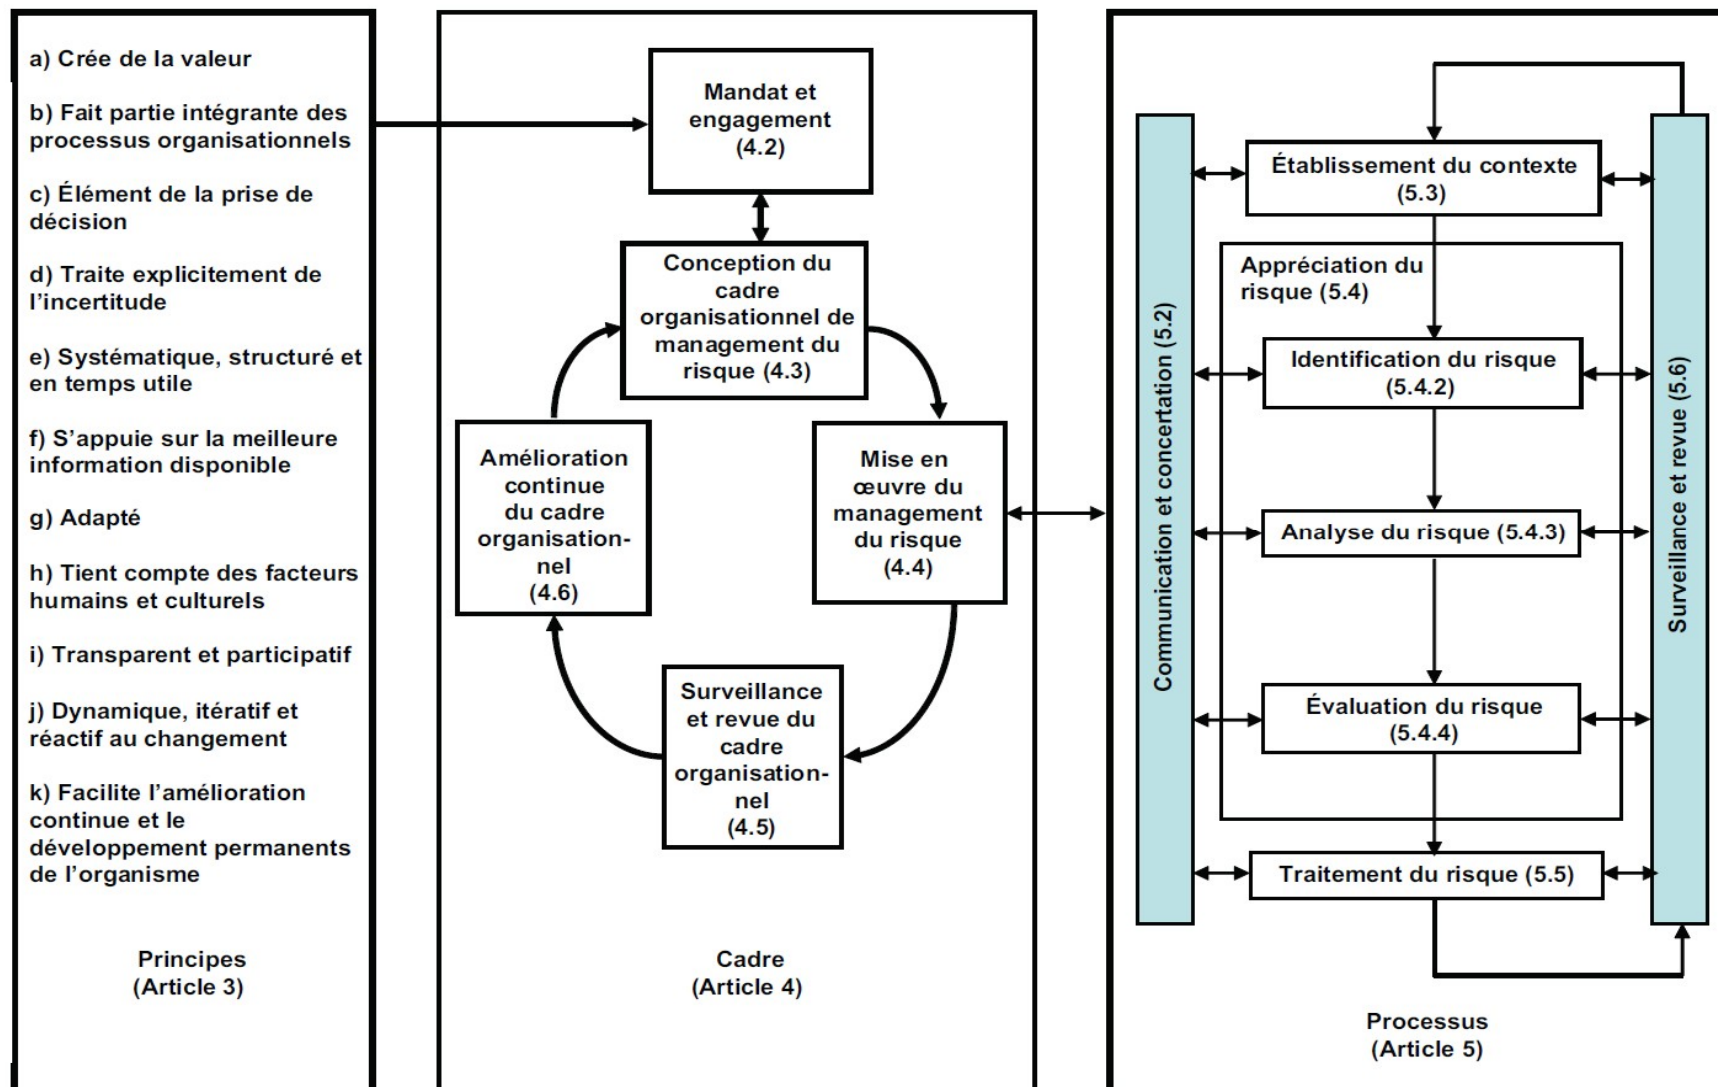 a) Crée de la valeur
b) Fait partie intégrante des
processus organisationnels
c) Élément de la prise de
décision
d) Traite explicitement de
l’incertitude
e) Systématique, structuré et
en temps utile
f) S’appuie sur la meilleure
information disponible
g) Adapté
h) Tient compte des facteurs
humains et culturels
i) Transparent et participatif
j) Dynamique, itératif et
réactif au changement
k) Facilite l’amélioration
continue et le
développement permanents
de l’organisme
Principes
(Article 3)
Mandat et
engagement
(4.2)
Conception du
cadre
organisationnel de
management du
risque (4.3)
Amélioration
continue
du cadre
organisation-
nel
(4.6)
Mise en
œuvre du
management
du risque
(4.4)
Surveillance
et revue du
cadre
organisation-
nel
(4.5)
Cadre
(Article 4)
Communication et concertation (5.2)
Établissement du contexte
(5.3)
Appréciation du
risque (5.4)
Identification du risque
(5.4.2)
Analyse du risque (5.4.3)
Évaluation du risque
(5.4.4)
Traitement du risque (5.5)
Surveillance et revue (5.6)
Processus
(Article 5)